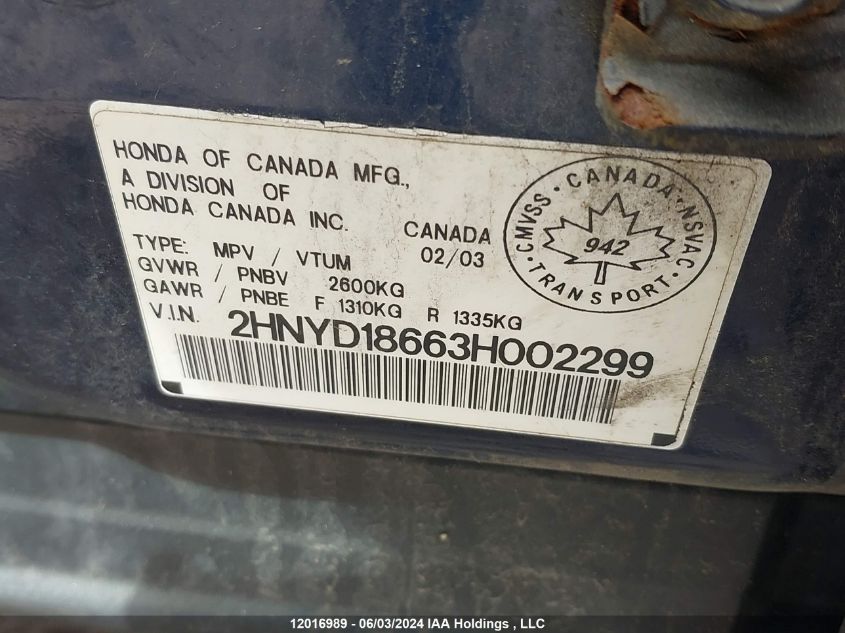 HONDA OF CANADA MFG.,
A DIVISION OF
HONDA CANADA INC.
CANADA
02/03
TYPE: MPV / VTUM
GVWR / PNBV 2600KG
GAWR / PNBE F 1310KG R 1335KG
V.I.N. 2HNYD18663H002299
CMVSS · CANADA · NSVAC
942
· TRANSPORT ·
12016989 - 06/03/2024 IAA Holdings , LLC